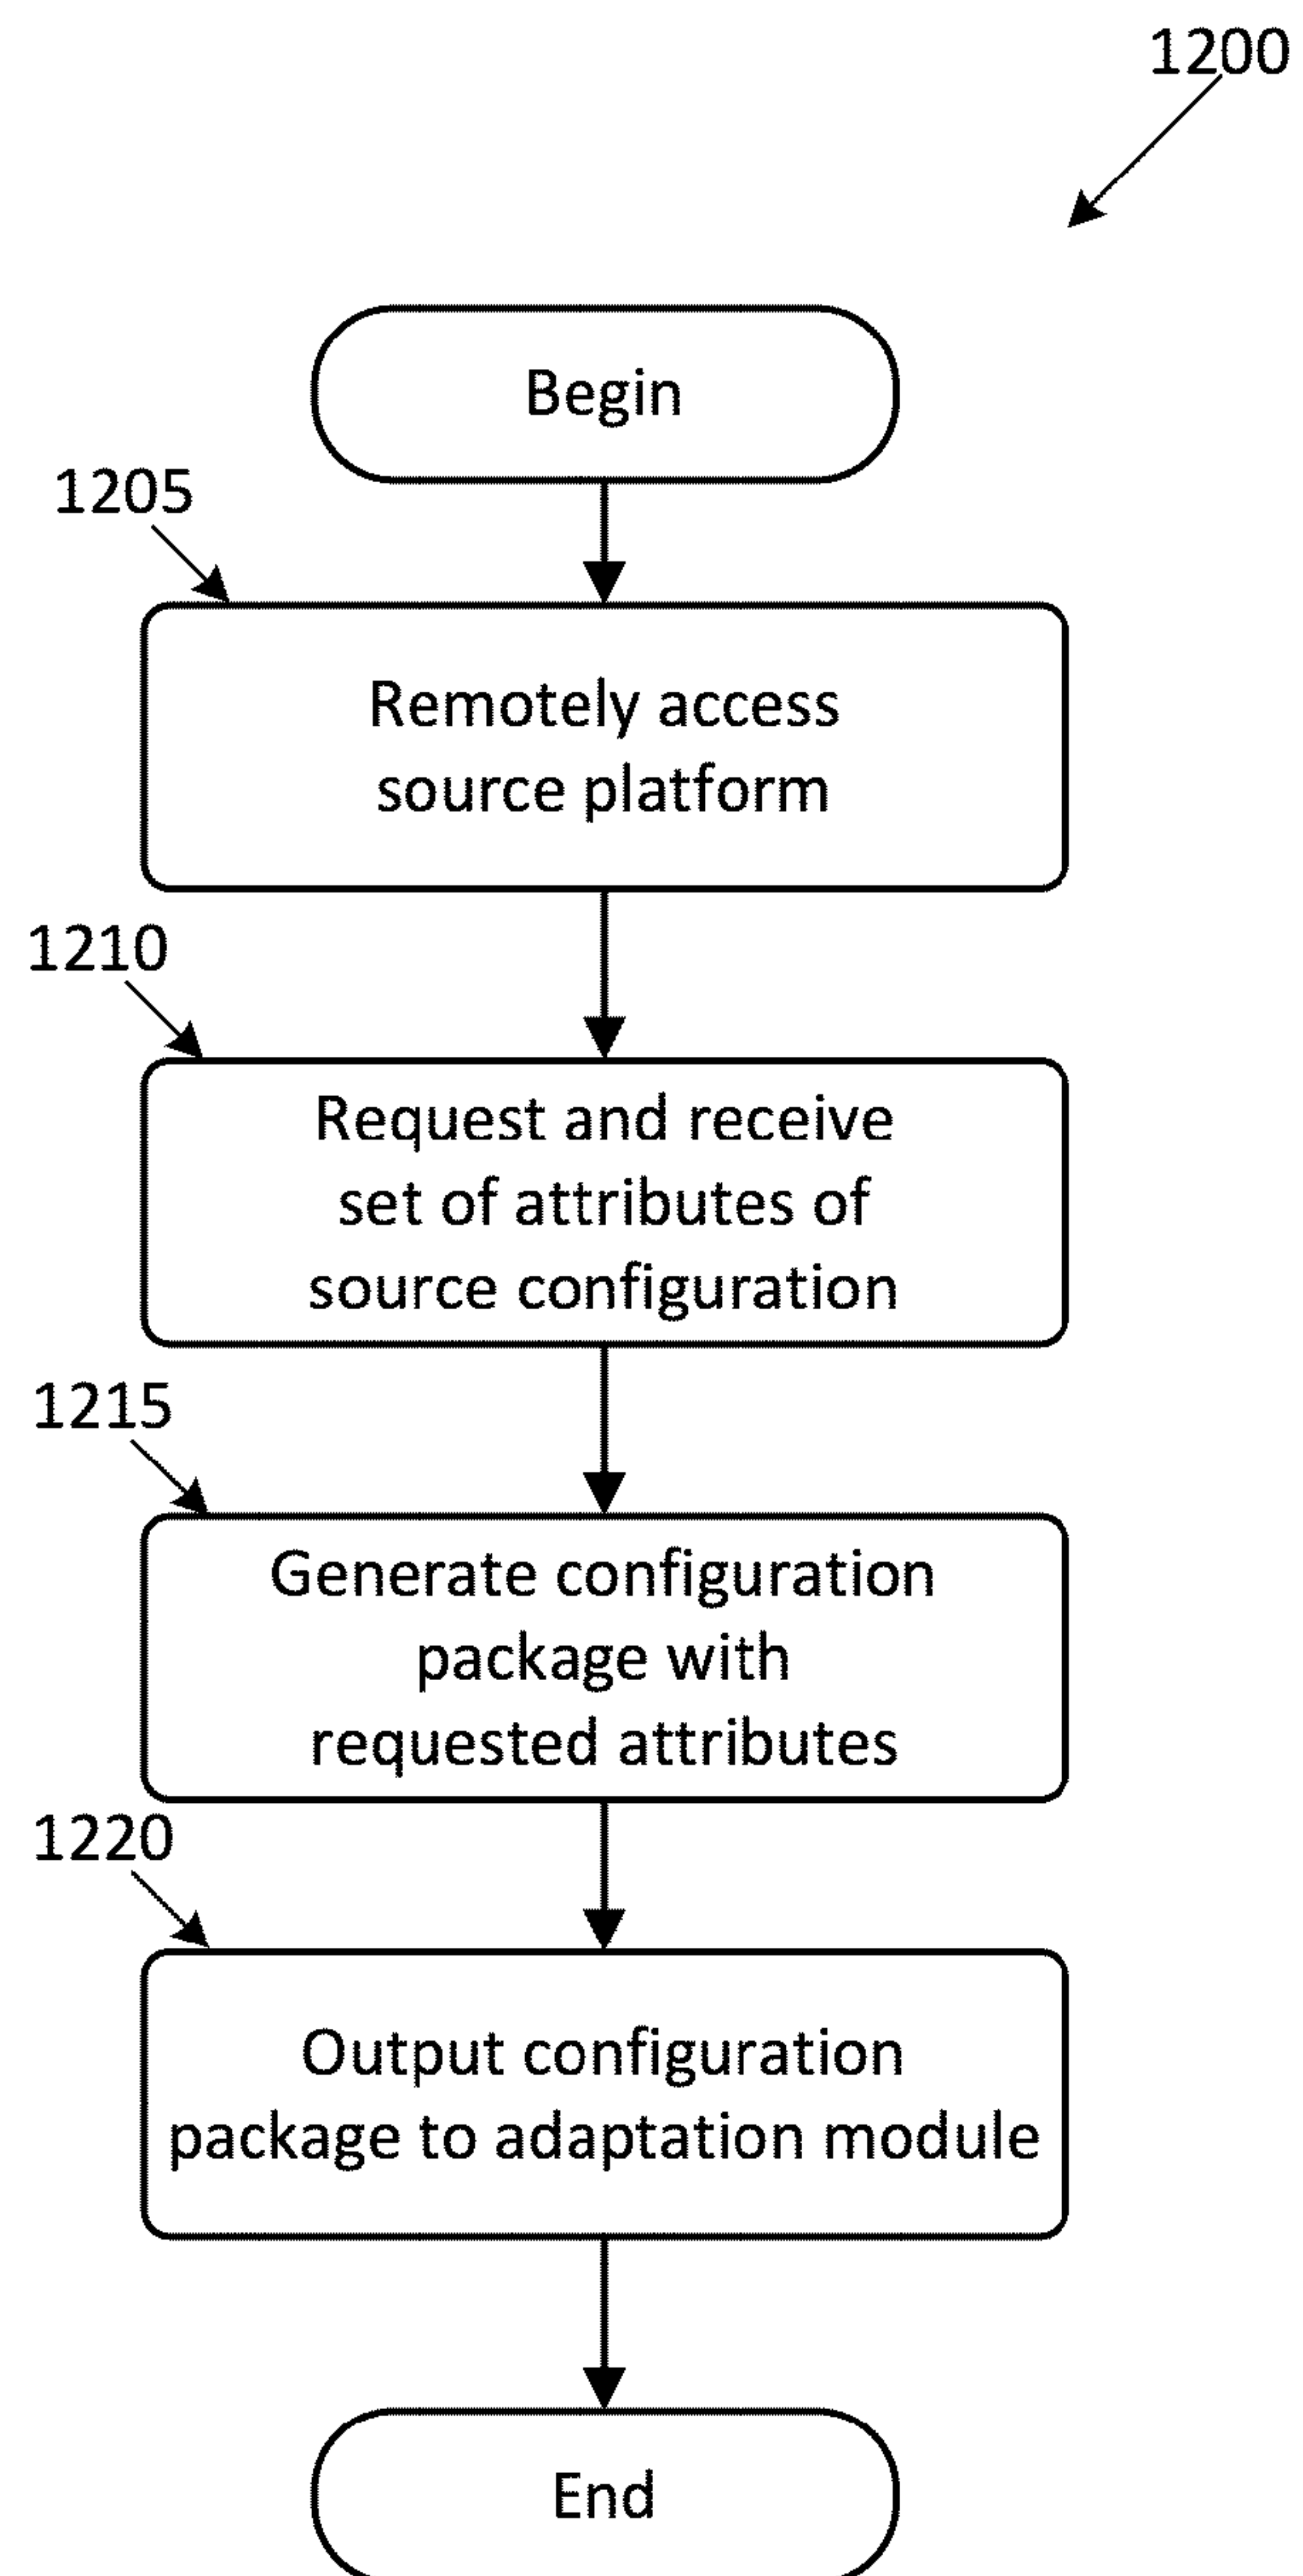 1200
Begin
1205
Remotely access
source platform
1210
Request and receive
set of attributes of
source configuration
1215
Generate configuration
package with
requested attributes
1220
Output configuration
package to adaptation module
End